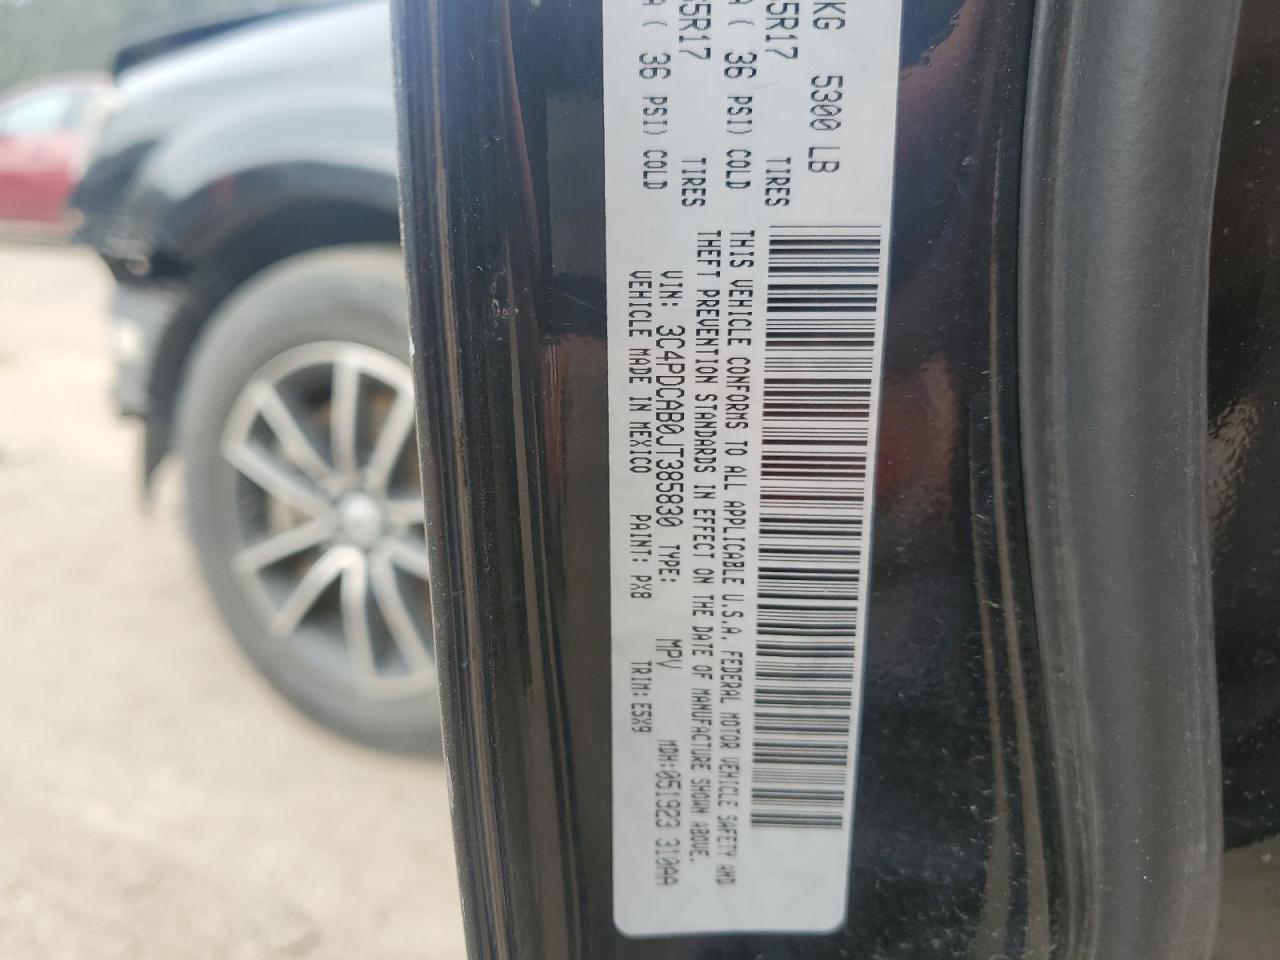 KG 5300 LB
5R17 TIRES
A ( 36 PSI) COLD
5R17 TIRES
A ( 36 PSI) COLD
THIS VEHICLE CONFORMS TO ALL APPLICABLE U.S.A. FEDERAL MOTOR VEHICLE SAFETY AND
THEFT PREVENTION STANDARDS IN EFFECT ON THE DATE OF MANUFACTURE SHOWN ABOVE.
VIN: 3C4PDCAB0JT385830 TYPE: MPV MDH:051923 310AA
VEHICLE MADE IN MEXICO PAINT: PX8 TRIM: E5X9